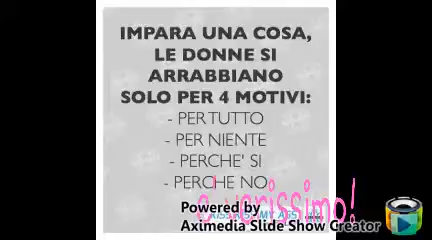 IMPARA UNA COSA,
LE DONNE SI
ARRABBIANO
SOLO PER 4 MOTIVI:
- PER TUTTO
- PER NIENTE
- PERCHE' SI
- PERCHE NO
verissimo!
Powered by
Aximedia Slide Show Creator